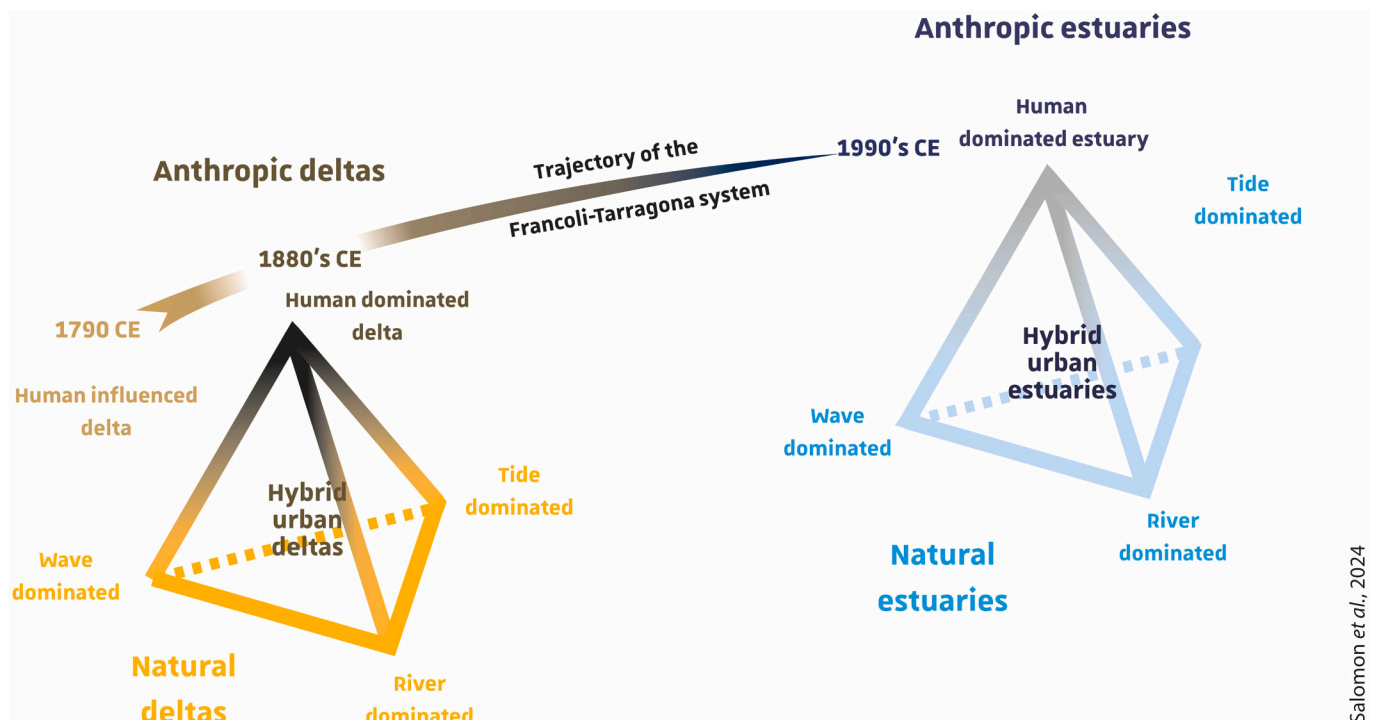 Anthropic estuaries
Human
dominated estuary
1990's CE
Trajectory of the
Francoli-Tarragona system
Anthropic deltas
Tide
dominated
1880's CE
Human dominated
delta
1790 CE
Human influenced
delta
Hybrid
urban
estuaries
Wave
dominated
River
dominated
Natural
estuaries
Hybrid
urban
deltas
Tide
dominated
Wave
dominated
Natural
deltas
River
dominated
Salomon et al., 2024